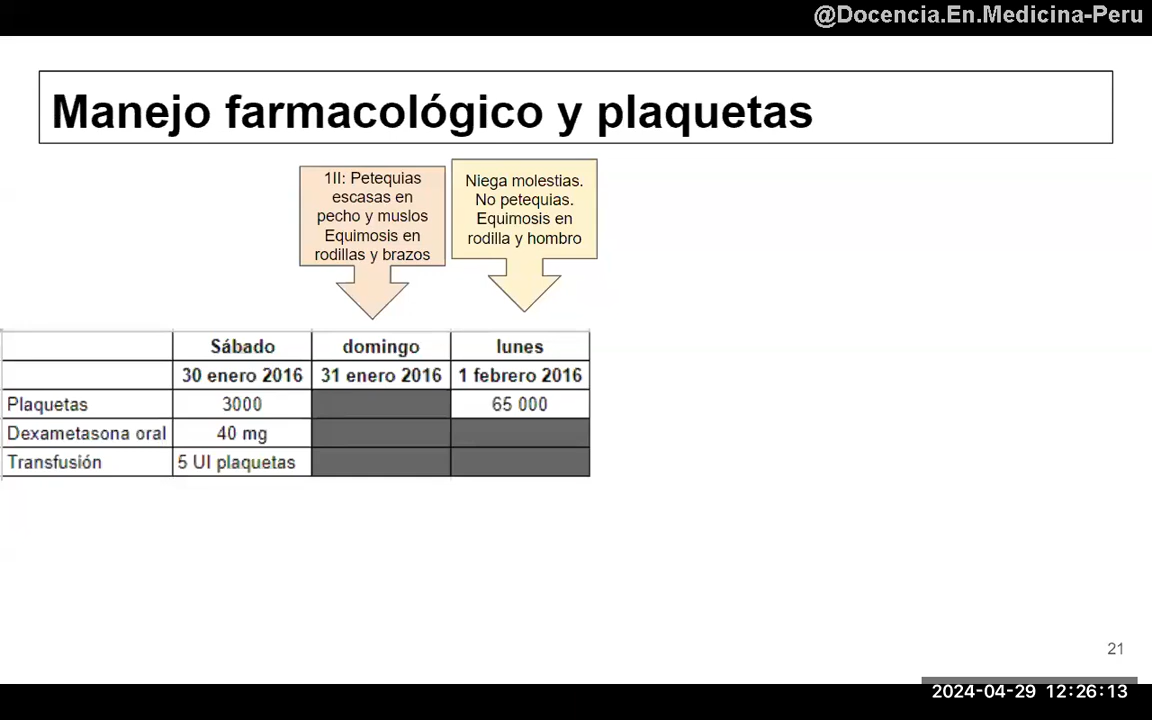 @Docencia.En.Medicina-Peru
Manejo farmacológico y plaquetas
1II: Petequias
escasas en
pecho y muslos
Equimosis en
rodillas y brazos
Niega molestias.
No petequias.
Equimosis en
rodilla y hombro
Sábado domingo lunes
30 enero 2016 31 enero 2016 1 febrero 2016
Plaquetas 3000 65 000
Dexametasona oral 40 mg
Transfusión 5 UI plaquetas
21
2024-04-29 12:26:13